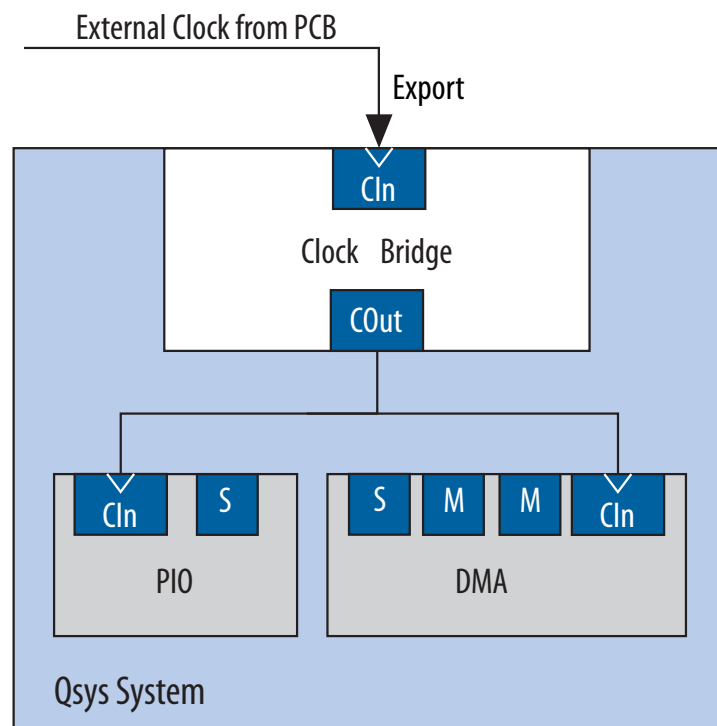 External Clock from PCB
Export
CIn
Clock Bridge
COut
CIn S S M M CIn
PIO DMA
Qsys System